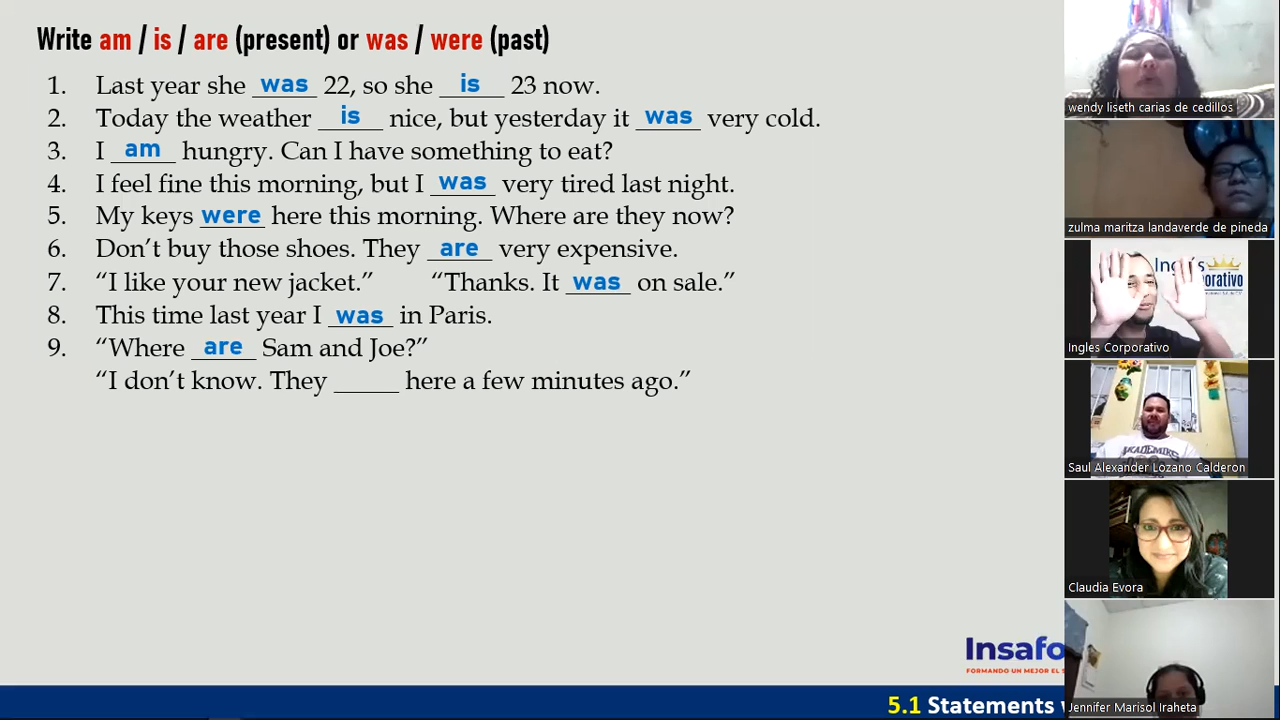 Write am / is / are (present) or was / were (past)
1. Last year she was 22, so she is 23 now.
2. Today the weather is nice, but yesterday it was very cold.
3. I am hungry. Can I have something to eat?
4. I feel fine this morning, but I was very tired last night.
5. My keys were here this morning. Where are they now?
6. Don’t buy those shoes. They are very expensive.
7. “I like your new jacket.” “Thanks. It was on sale.”
8. This time last year I was in Paris.
9. “Where are Sam and Joe?”
“I don’t know. They _____ here a few minutes ago.”
Insafo
FORMANDO UN MEJOR EL S
5.1 Statements
wendy liseth carias de cedillos
zulma maritza landaverde de pineda
Inglés
orativo
Ingles Corporativo
Saul Alexander Lozano Calderon
Claudia Evora
Jennifer Marisol Iraheta